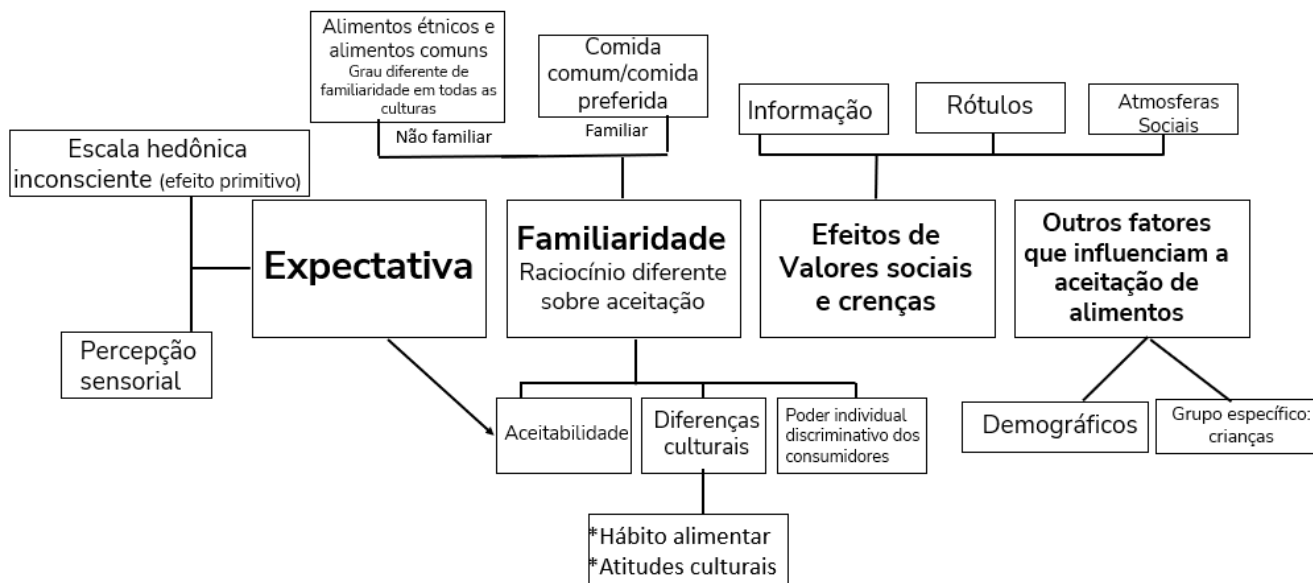 Alimentos étnicos e
alimentos comuns
Grau diferente de
familiaridade em todas as
culturas
Comida
comum/comida
preferida
Informação
Rótulos
Atmosferas
Sociais
Não familiar
Familiar
Escala hedônica
inconsciente (efeito primitivo)
Expectativa
Familiaridade
Raciocínio diferente
sobre aceitação
Efeitos de
Valores sociais
e crenças
Outros fatores
que influenciam a
aceitação de
alimentos
Percepção
sensorial
Aceitabilidade
Diferenças
culturais
Poder individual
discriminativo dos
consumidores
Demográficos
Grupo específico:
crianças
*Hábito alimentar
*Atitudes culturais